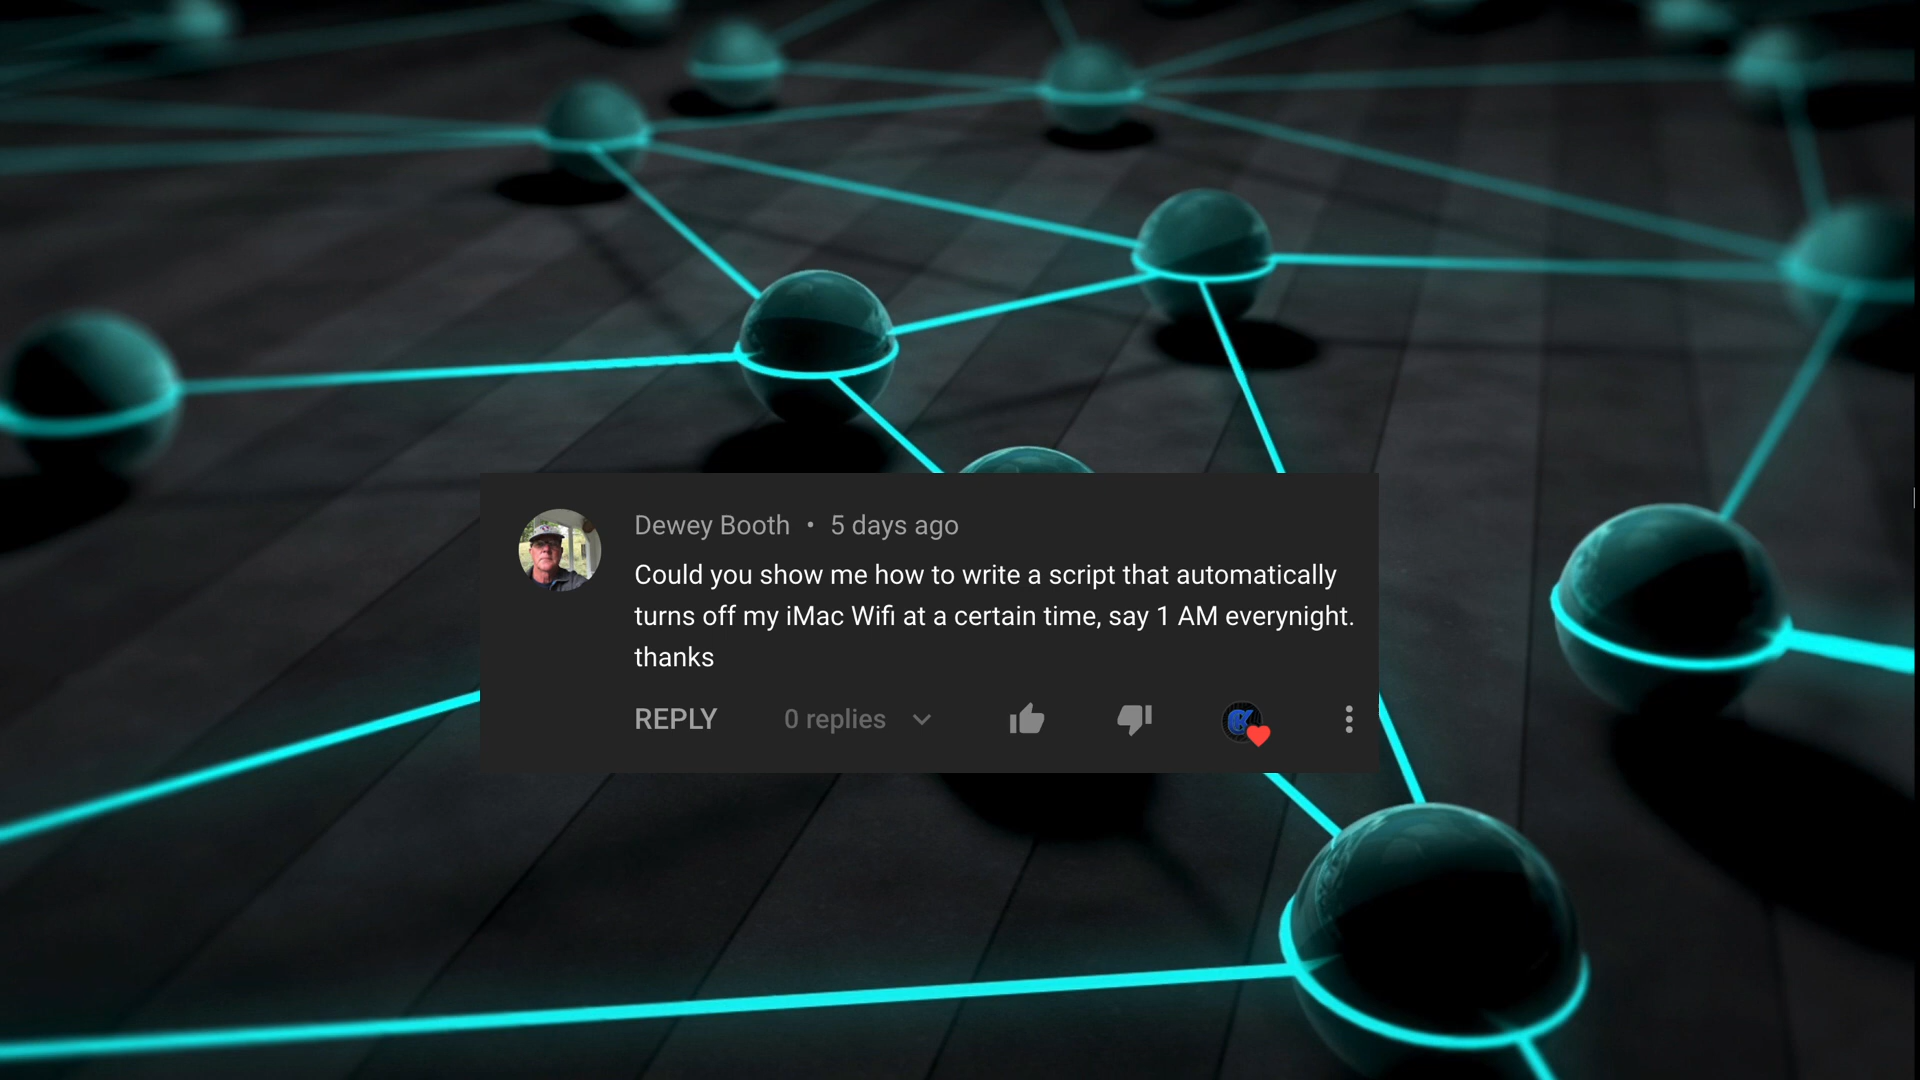 Dewey Booth • 5 days ago
Could you show me how to write a script that automatically
turns off my iMac Wifi at a certain time, say 1 AM everynight.
thanks
REPLY 0 replies